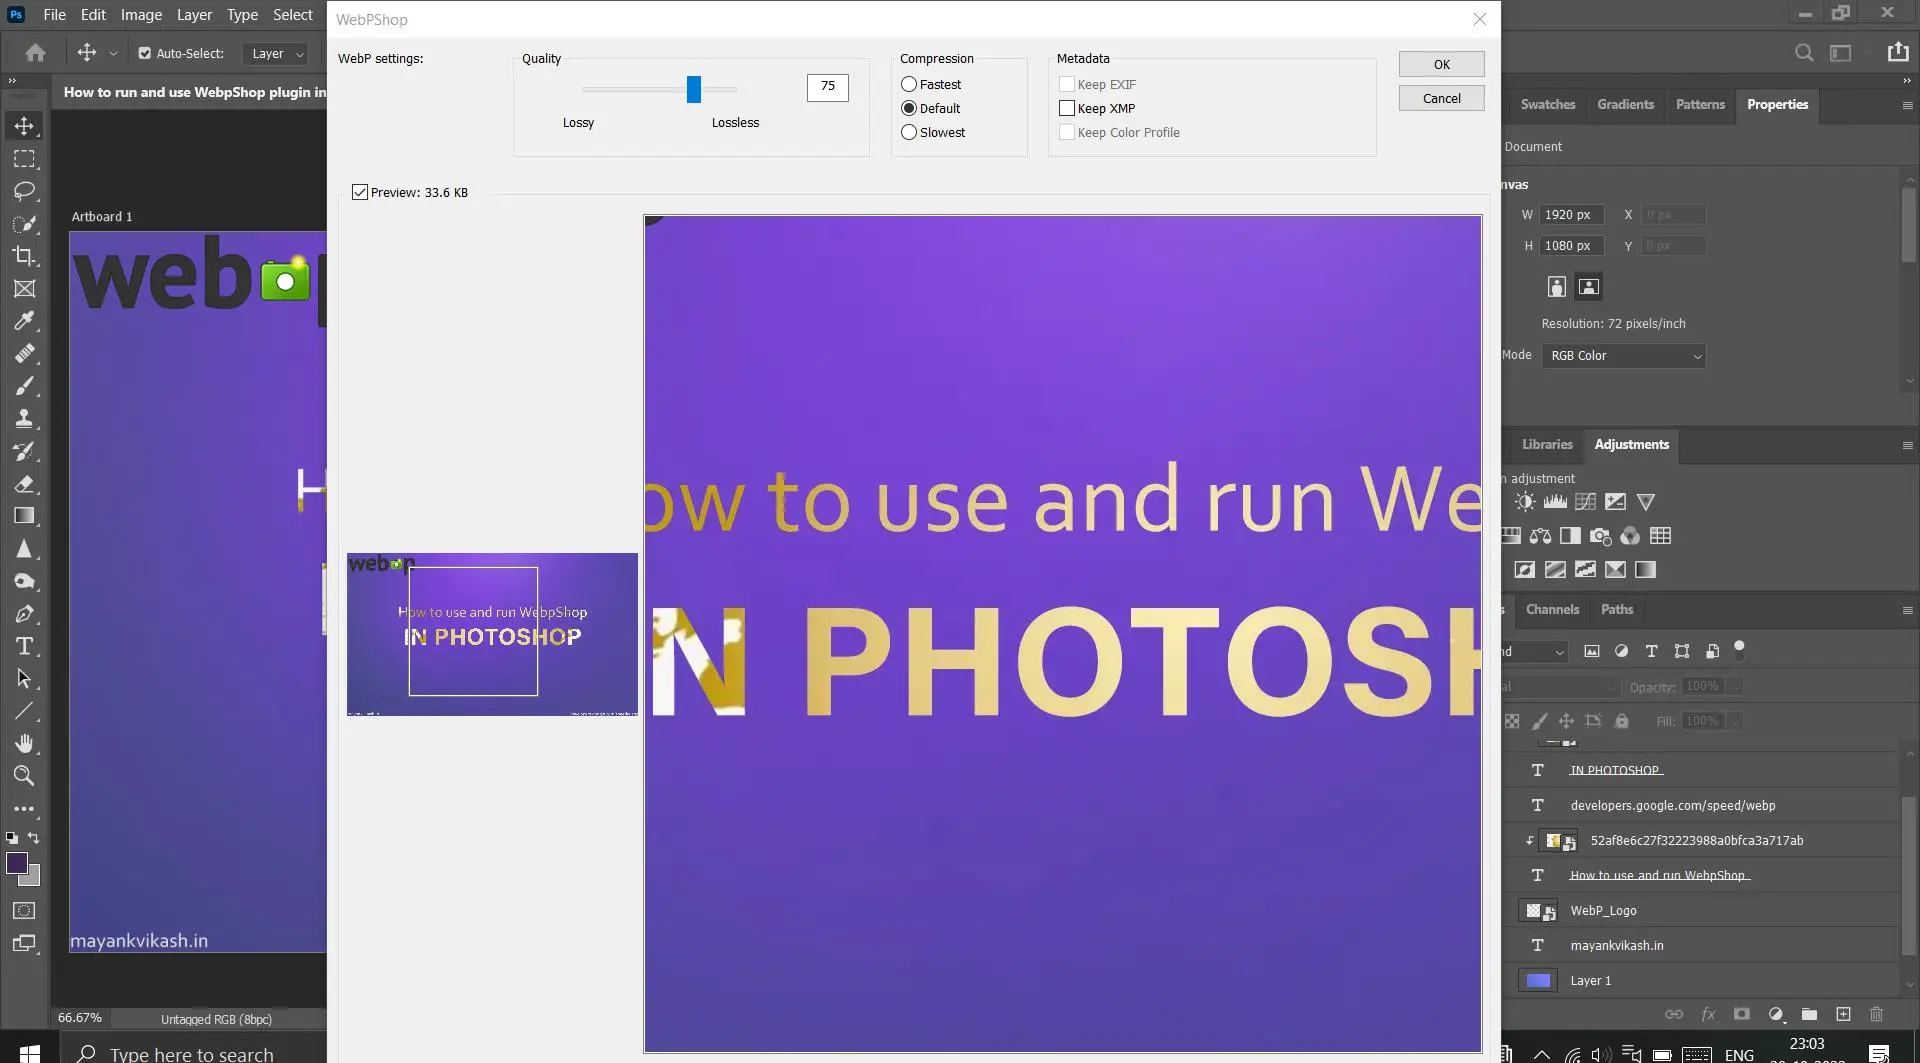 Ps File Edit Image Layer Type Select
Auto-Select: Layer
How to run and use WebpShop plugin in
Artboard 1
web
mayankvikash.in
66.67% Untagged RGB (8bpc)
Type here to search
WebPShop
WebP settings:
Quality
75
Lossy Lossless
Compression
Fastest
Default
Slowest
Metadata
Keep EXIF
Keep XMP
Keep Color Profile
OK
Cancel
Preview: 33.6 KB
webp
How to use and run WebpShop
IN PHOTOSHOP
ow to use and run We
IN PHOTOSH
Swatches Gradients Patterns Properties
Document
nvas
W 1920 px X 0 px
H 1080 px Y 0 px
Resolution: 72 pixels/inch
Mode RGB Color
Libraries Adjustments
n adjustment
s Channels Paths
nd
al Opacity: 100%
Fill: 100%
IN PHOTOSHOP
developers.google.com/speed/webp
52af8e6c27f32223988a0bfca3a717ab
How to use and run WebpShop
WebP_Logo
mayankvikash.in
Layer 1
fx
ENG 23:03